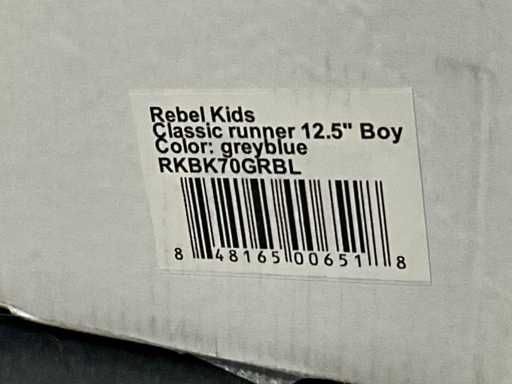 Rebel Kids
Classic runner 12.5" Boy
Color: greyblue
RKBK70GRBL
8 48165 00651 8